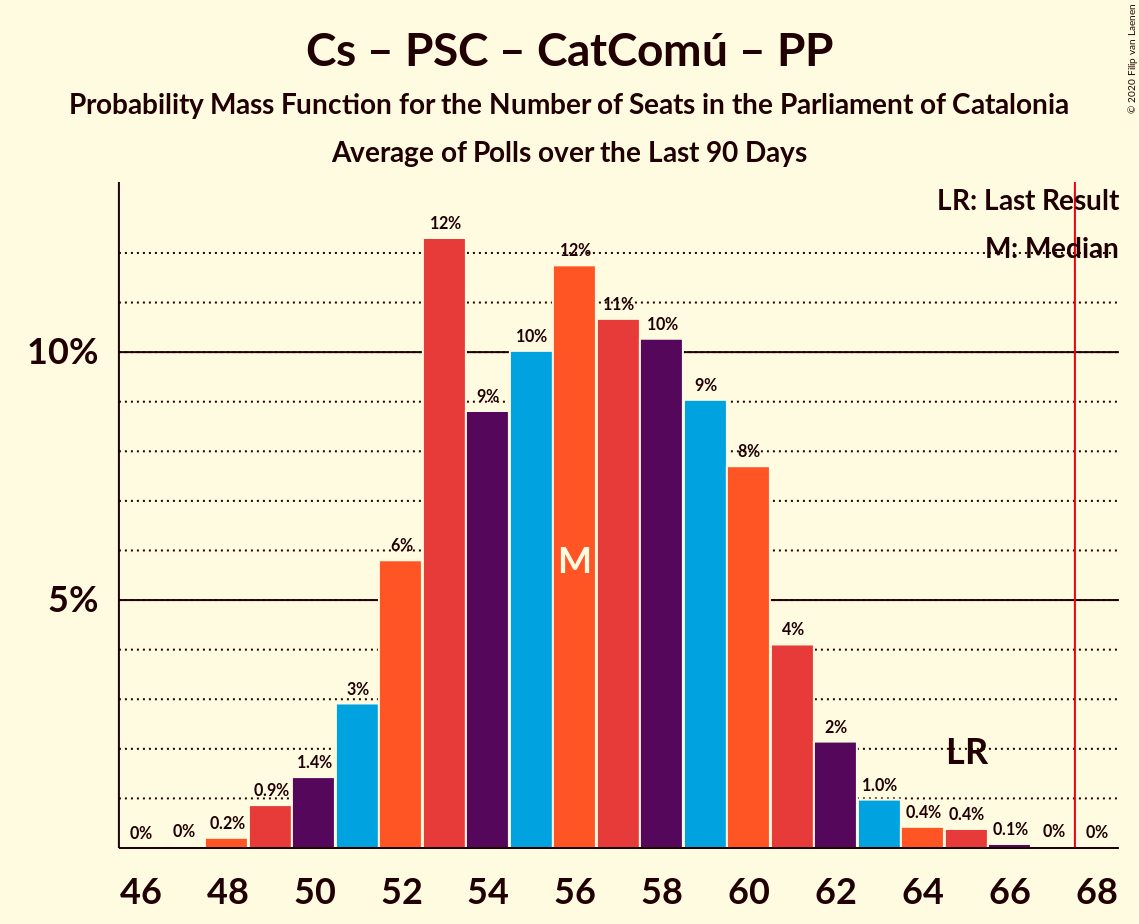 Cs – PSC – CatComú – PP
Probability Mass Function for the Number of Seats in the Parliament of Catalonia
Average of Polls over the Last 90 Days
© 2020 Filip van Laenen
LR: Last Result
M: Median
12%
12%
11%
10%
10%
10%
9%
9%
8%
M
6%
5%
4%
3%
2%
LR
1.4%
1.0%
0.9%
0.4%
0.4%
0.2%
0.1%
0%
0%
0%
0%
46 48 50 52 54 56 58 60 62 64 66 68